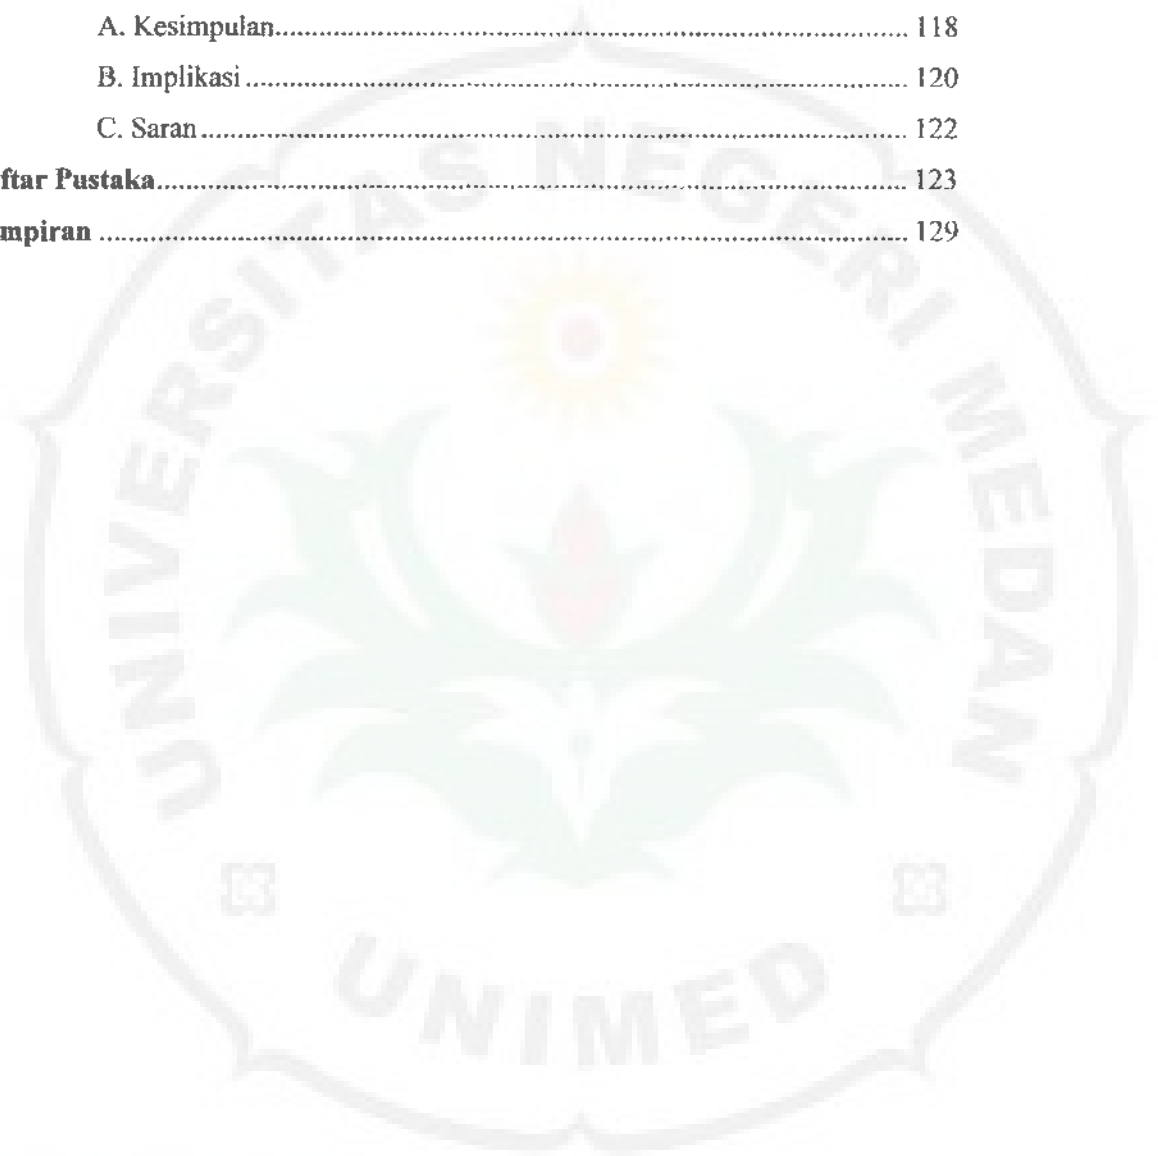 A. Kesimpulan.......................................................................................... 118
B. Implikasi .............................................................................................. 120
C. Saran ..................................................................................................... 122
ftar Pustaka........................................................................................................... 123
mpiran ................................................................................................................... 129
UNIVERSITAS NEGERI MEDAN
UNIMED